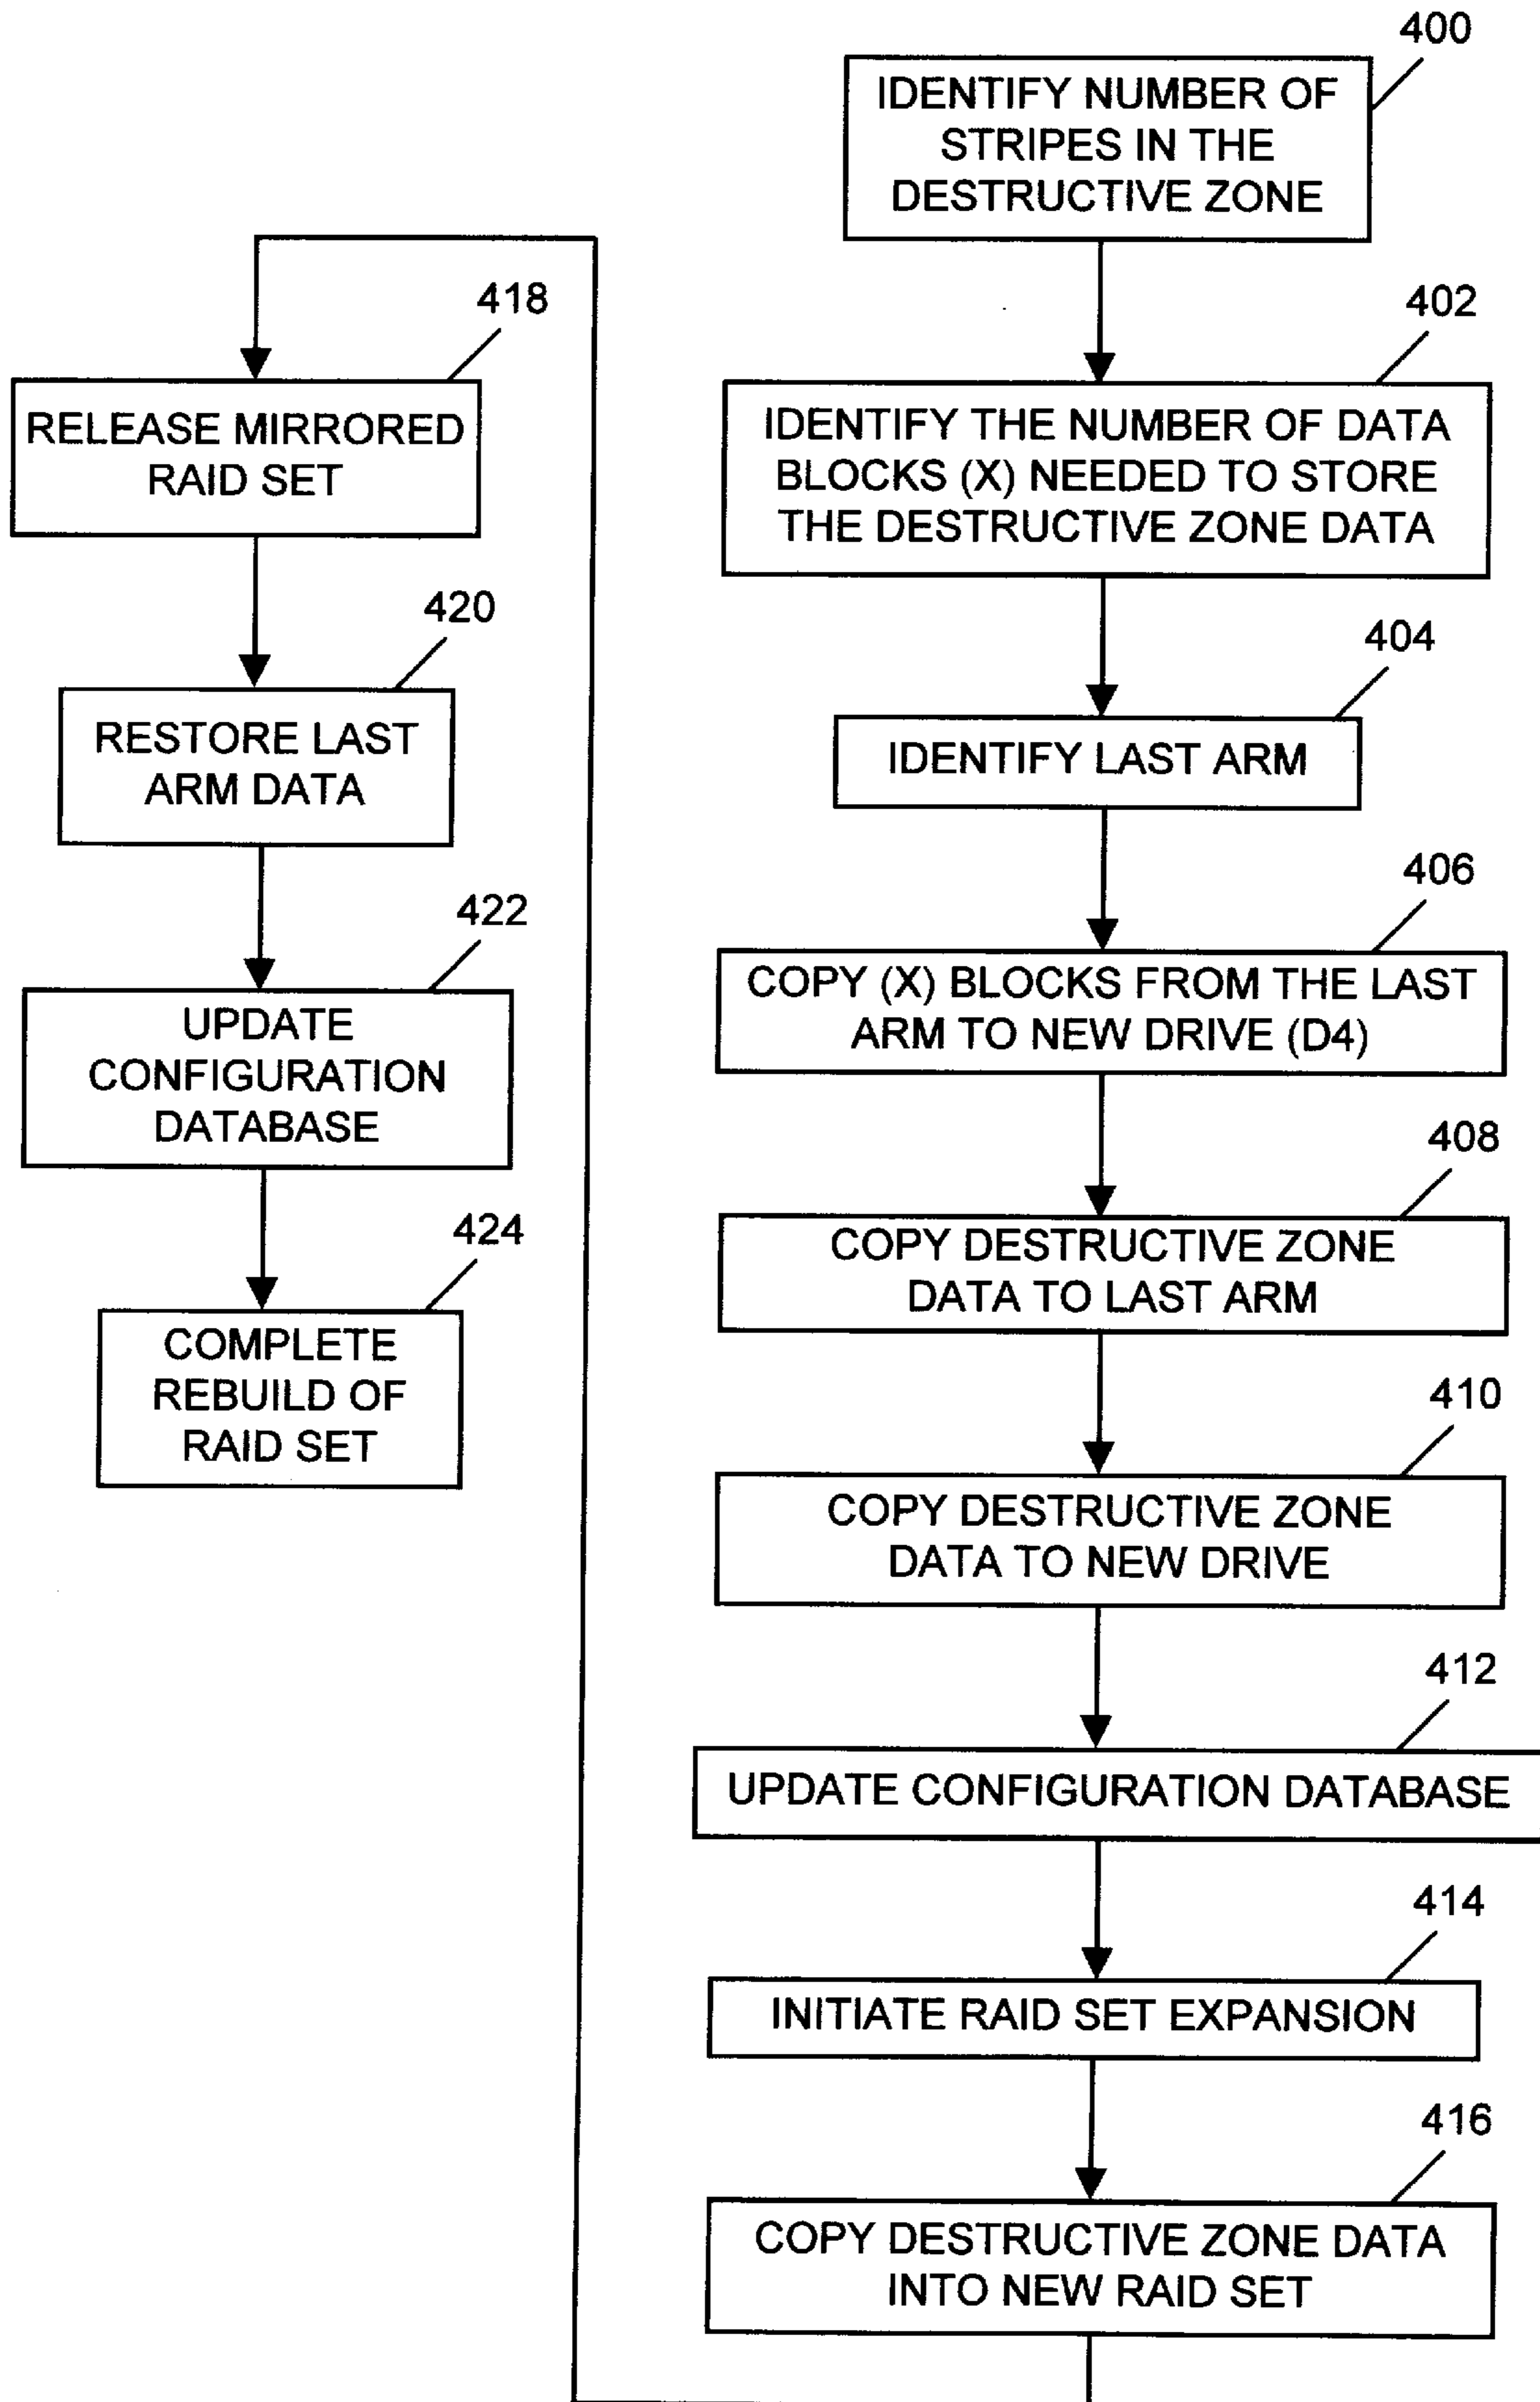 400
IDENTIFY NUMBER OF
STRIPES IN THE
DESTRUCTIVE ZONE
402
IDENTIFY THE NUMBER OF DATA
BLOCKS (X) NEEDED TO STORE
THE DESTRUCTIVE ZONE DATA
404
IDENTIFY LAST ARM
406
COPY (X) BLOCKS FROM THE LAST
ARM TO NEW DRIVE (D4)
408
COPY DESTRUCTIVE ZONE
DATA TO LAST ARM
410
COPY DESTRUCTIVE ZONE
DATA TO NEW DRIVE
412
UPDATE CONFIGURATION DATABASE
414
INITIATE RAID SET EXPANSION
416
COPY DESTRUCTIVE ZONE DATA
INTO NEW RAID SET
418
RELEASE MIRRORED
RAID SET
420
RESTORE LAST
ARM DATA
422
UPDATE
CONFIGURATION
DATABASE
424
COMPLETE
REBUILD OF
RAID SET